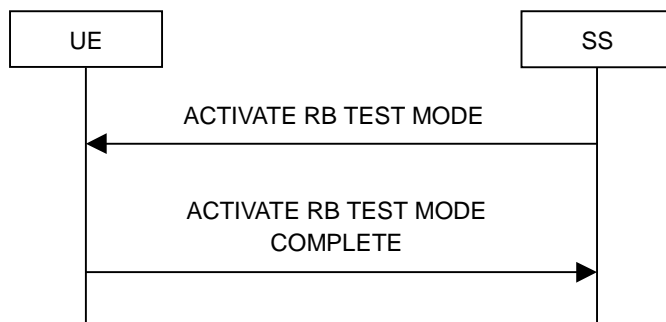 UE
SS
ACTIVATE RB TEST MODE
ACTIVATE RB TEST MODE
COMPLETE